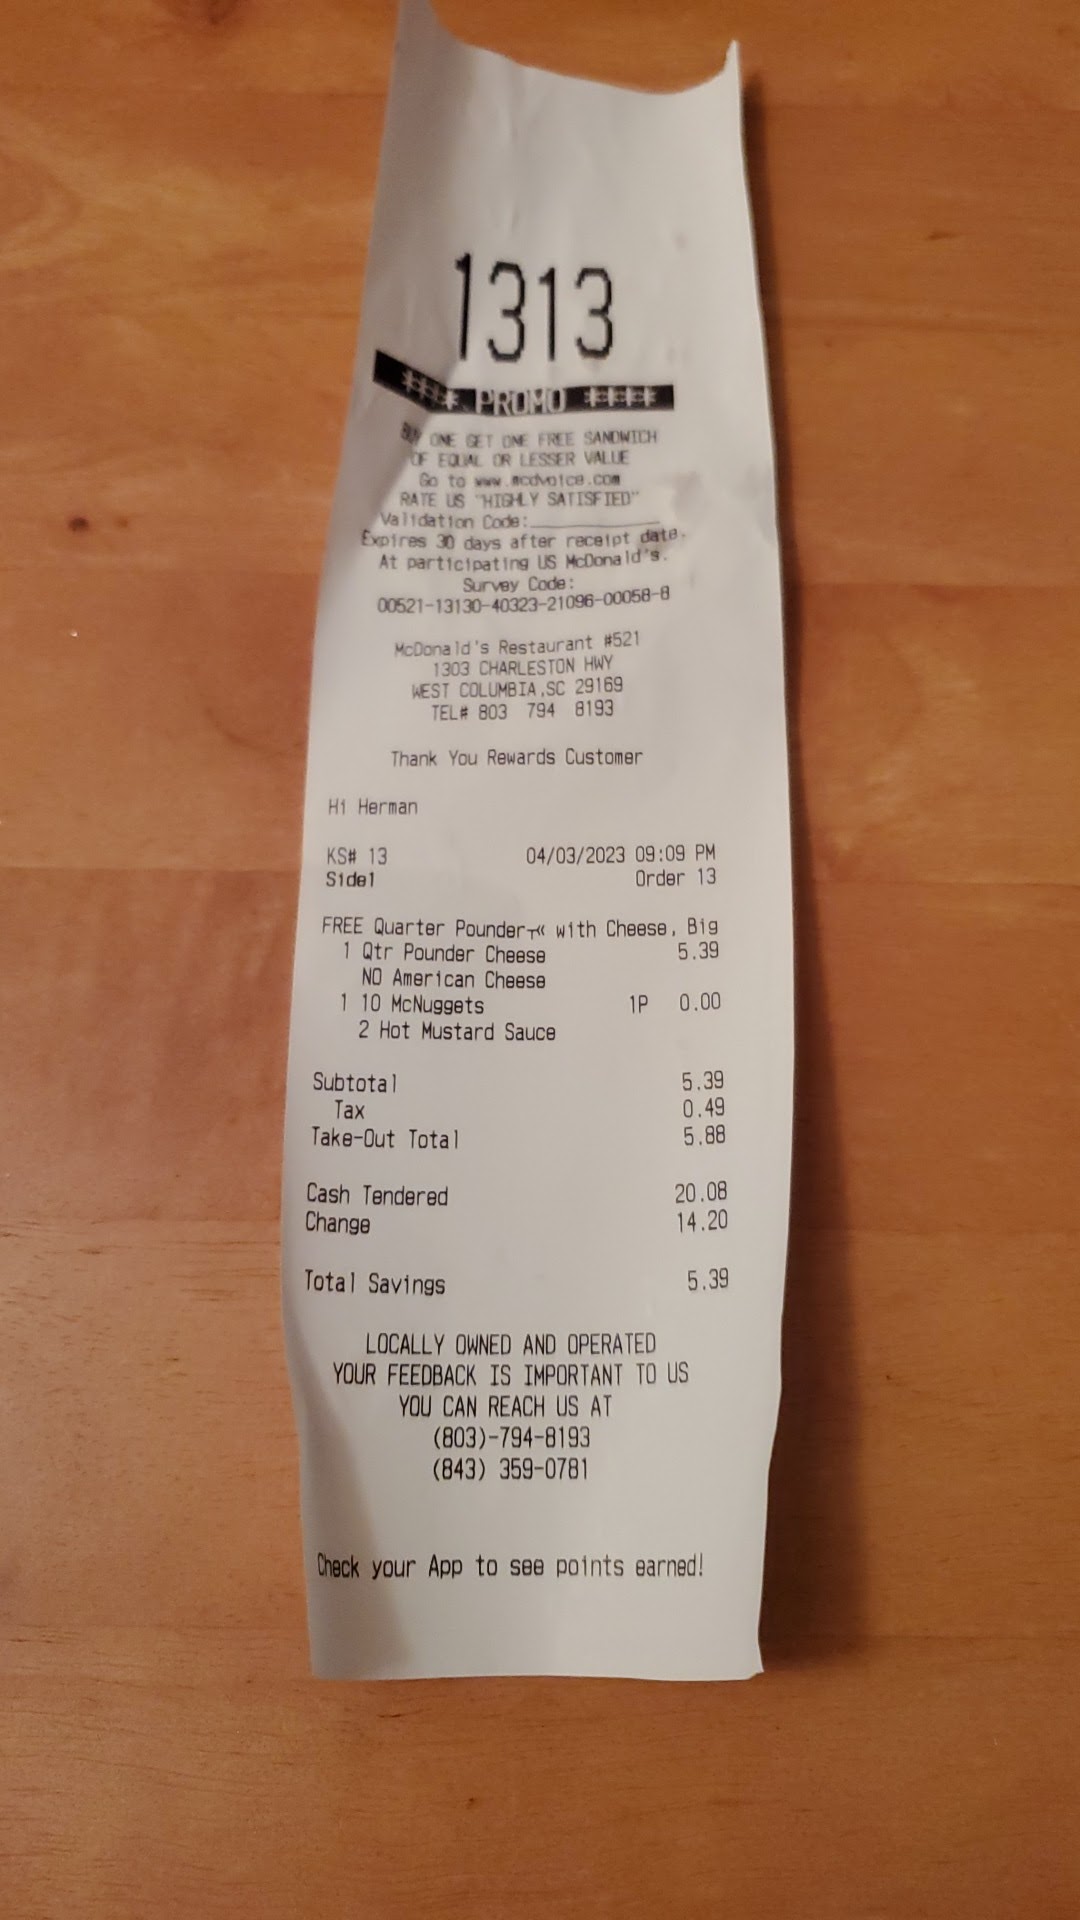 1313
#### PROMO ####
BUY ONE GET ONE FREE SANDWICH
OF EQUAL OR LESSER VALUE
Go to www.mcdvoice.com
RATE US "HIGHLY SATISFIED"
Validation Code:____________
Expires 30 days after receipt date.
At participating US McDonald's.
Survey Code:
00521-13130-40323-21096-00058-8
McDonald's Restaurant #521
1303 CHARLESTON HWY
WEST COLUMBIA,SC 29169
TEL# 803 794 8193
Thank You Rewards Customer
Hi Herman
KS# 13 04/03/2023 09:09 PM
Side1 Order 13
FREE Quarter Pounder┬« with Cheese, Big
1 Qtr Pounder Cheese 5.39
NO American Cheese
1 10 McNuggets 1P 0.00
2 Hot Mustard Sauce
Subtotal 5.39
Tax 0.49
Take-Out Total 5.88
Cash Tendered 20.08
Change 14.20
Total Savings 5.39
LOCALLY OWNED AND OPERATED
YOUR FEEDBACK IS IMPORTANT TO US
YOU CAN REACH US AT
(803)-794-8193
(843) 359-0781
Check your App to see points earned!